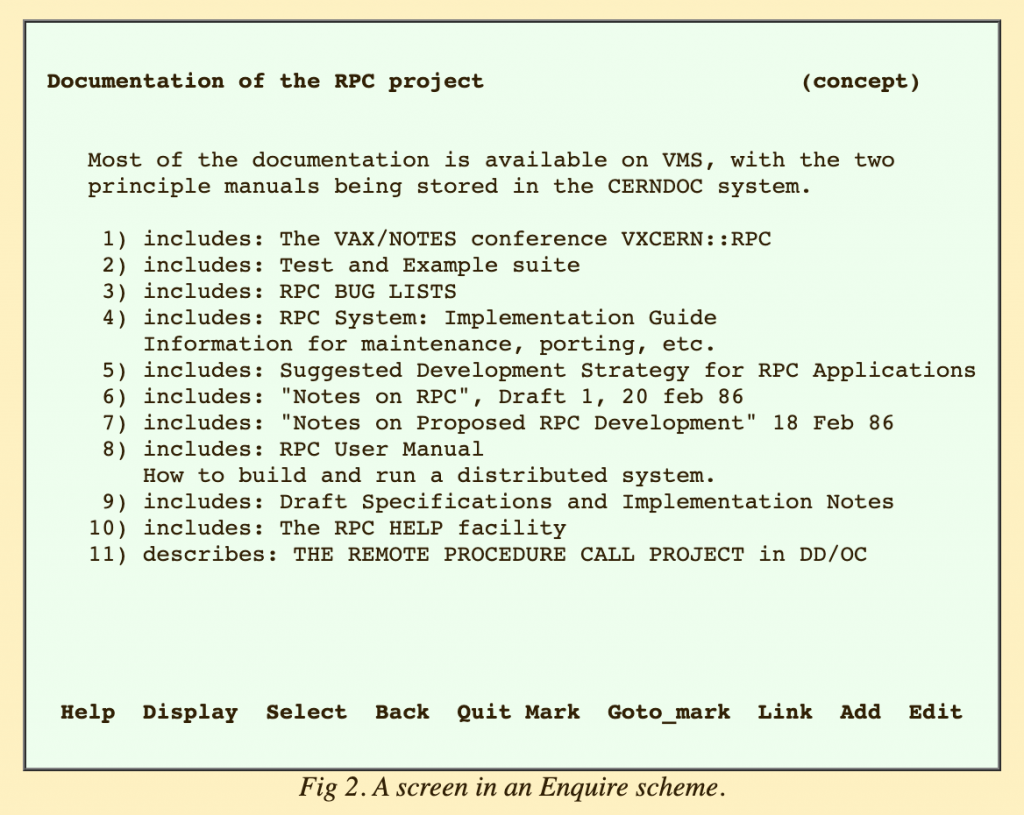 Documentation of the RPC project (concept)
Most of the documentation is available on VMS, with the two
principle manuals being stored in the CERNDOC system.
1) includes: The VAX/NOTES conference VXCERN::RPC
2) includes: Test and Example suite
3) includes: RPC BUG LISTS
4) includes: RPC System: Implementation Guide
Information for maintenance, porting, etc.
5) includes: Suggested Development Strategy for RPC Applications
6) includes: "Notes on RPC", Draft 1, 20 feb 86
7) includes: "Notes on Proposed RPC Development" 18 Feb 86
8) includes: RPC User Manual
How to build and run a distributed system.
9) includes: Draft Specifications and Implementation Notes
10) includes: The RPC HELP facility
11) describes: THE REMOTE PROCEDURE CALL PROJECT in DD/OC
Help Display Select Back Quit Mark Goto_mark Link Add Edit
Fig 2. A screen in an Enquire scheme.